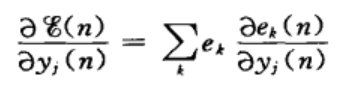 ∂ℰ(n)/∂y_j(n) = Σ_k e_k ∂e_k(n)/∂y_j(n)